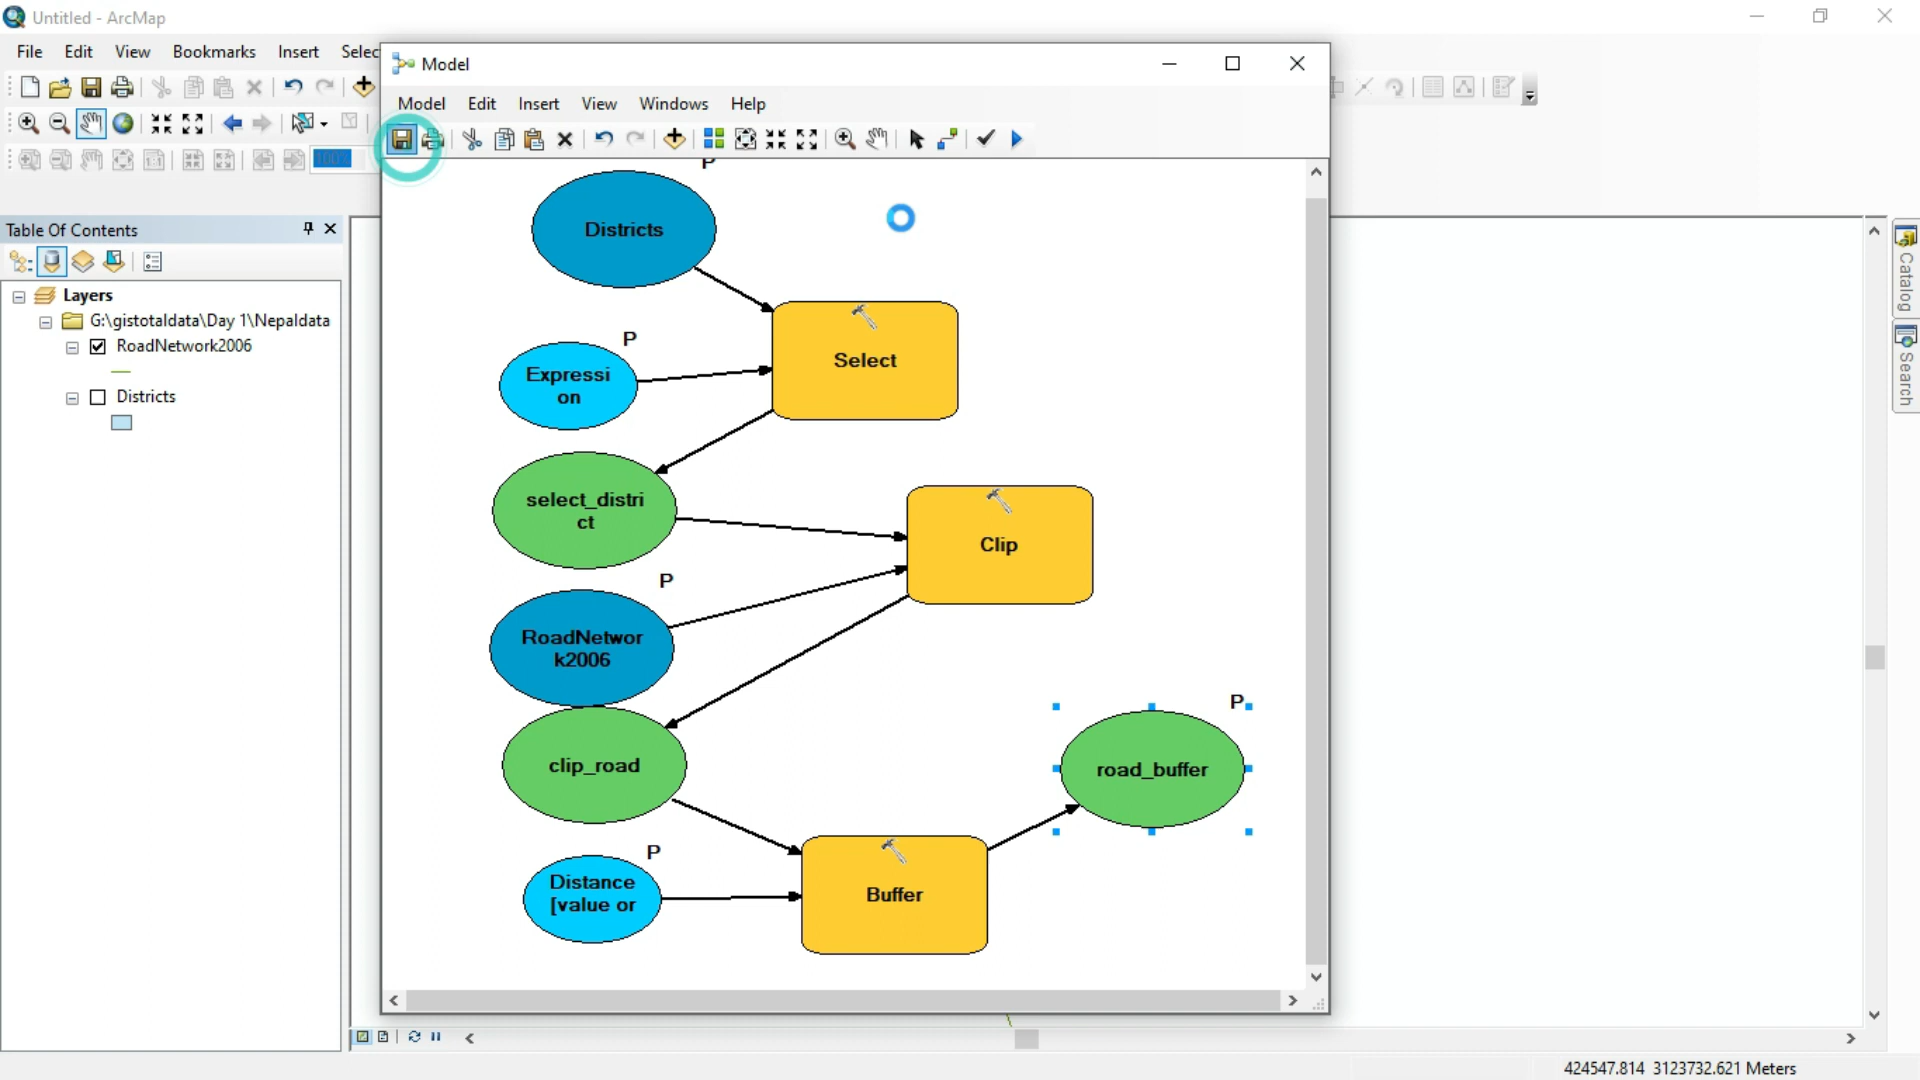 Untitled - ArcMap
File Edit View Bookmarks Insert Selec
100%
Table Of Contents
Layers
G:\gistotaldata\Day 1\Nepaldata
RoadNetwork2006
Districts
Model
Model Edit Insert View Windows Help
P
Districts
Select
P
Expressi
on
select_distri
ct
Clip
P
RoadNetwor
k2006
clip_road
P
road_buffer
P
Distance
[value or
Buffer
Catalog
Search
424547.814 3123732.621 Meters